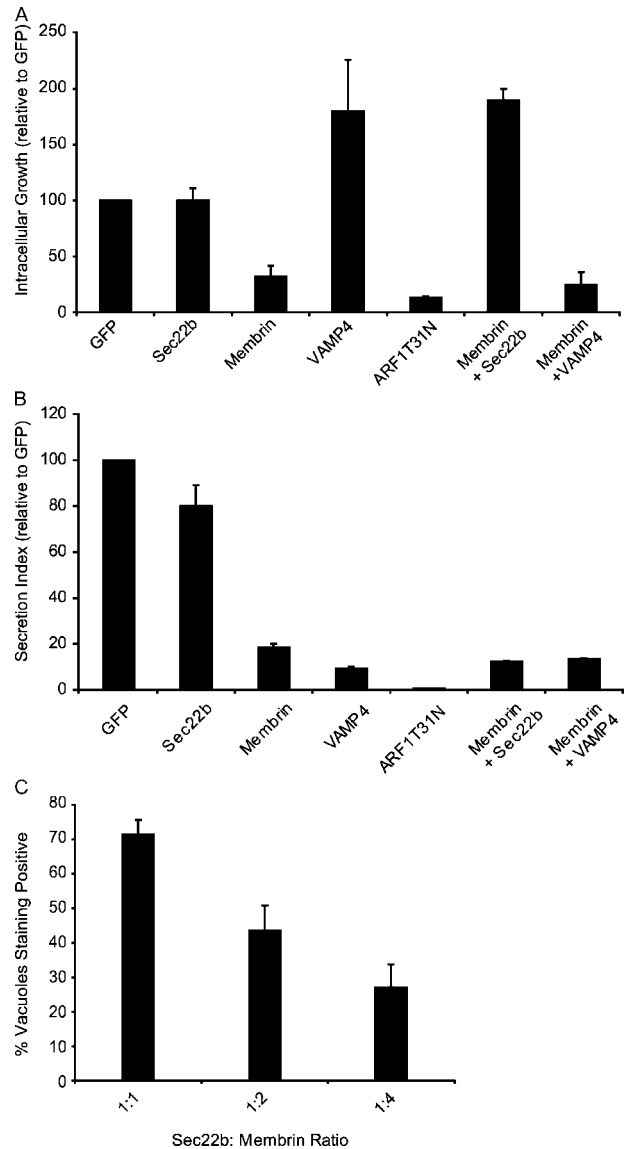 A
Intracellular Growth (relative to GFP)
250
200
150
100
50
0
GFP
Sec22b
Membrin
VAMP4
ARF1T31N
Membrin
+ Sec22b
Membrin
+VAMP4
B
Secretion Index (relative to GFP)
120
100
80
60
40
20
0
GFP
Sec22b
Membrin
VAMP4
ARF1T31N
Membrin
+ Sec22b
Membrin
+ VAMP4
C
% Vacuoles Staining Positive
80
70
60
50
40
30
20
10
0
1:1
1:2
1:4
Sec22b: Membrin Ratio